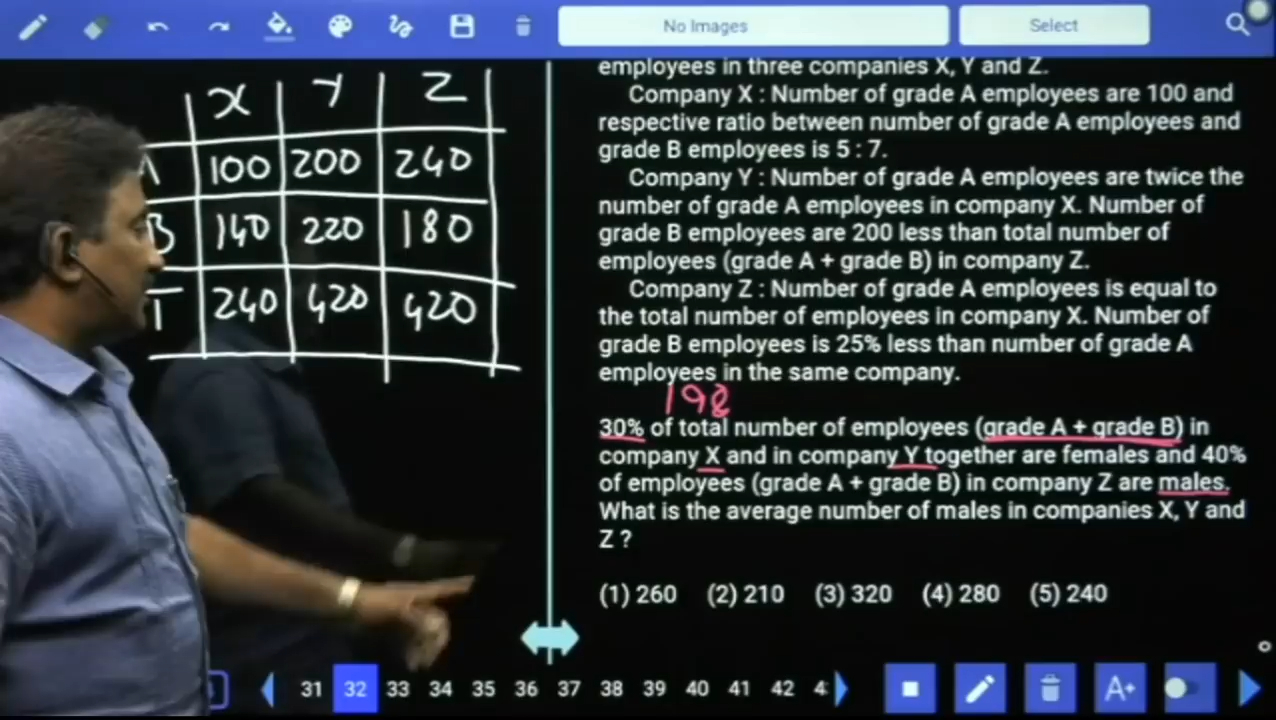 No Images
Select
X Y Z
A 100 200 240
B 140 220 180
T 240 420 420
employees in three companies X, Y and Z.
Company X : Number of grade A employees are 100 and
respective ratio between number of grade A employees and
grade B employees is 5 : 7.
Company Y : Number of grade A employees are twice the
number of grade A employees in company X. Number of
grade B employees are 200 less than total number of
employees (grade A + grade B) in company Z.
Company Z : Number of grade A employees is equal to
the total number of employees in company X. Number of
grade B employees is 25% less than number of grade A
employees in the same company.
198
30% of total number of employees (grade A + grade B) in
company X and in company Y together are females and 40%
of employees (grade A + grade B) in company Z are males.
What is the average number of males in companies X, Y and
Z ?
(1) 260 (2) 210 (3) 320 (4) 280 (5) 240
31 32 33 34 35 36 37 38 39 40 41 42 4
A+